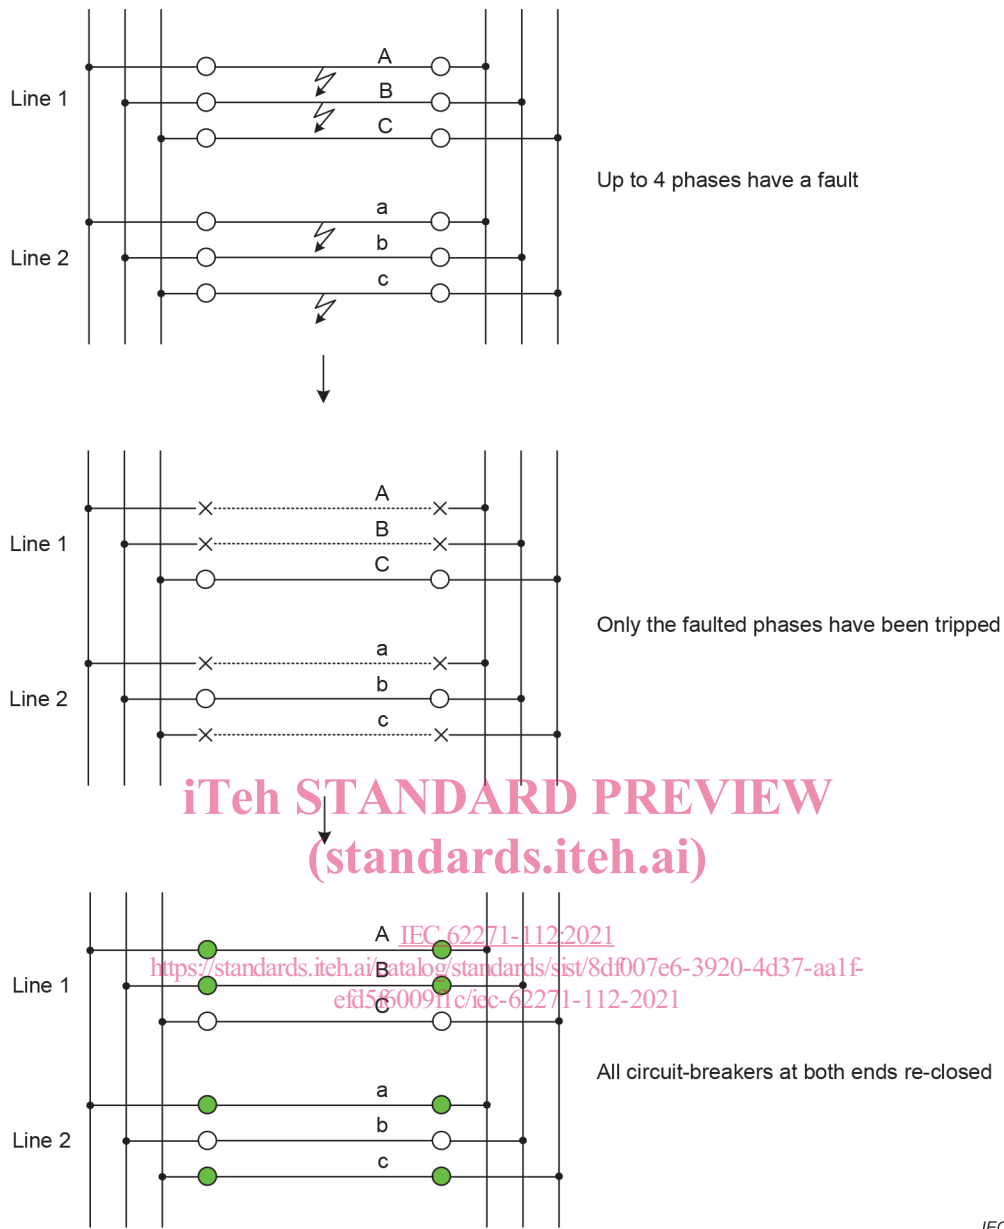 A
Line 1
B
C
Up to 4 phases have a fault
a
Line 2
b
c
A
Line 1
B
C
Only the faulted phases have been tripped
a
Line 2
b
c
iTeh STANDARD PREVIEW
(standards.iteh.ai)
A
IEC 62271-112:2021
https://standards.iteh.ai/catalog/standards/sist/8df007e6-3920-4d37-aa1f-
B
Line 1
efd5f6009f1c/iec-62271-112-2021
C
All circuit-breakers at both ends re-closed
a
Line 2
b
c
IEC